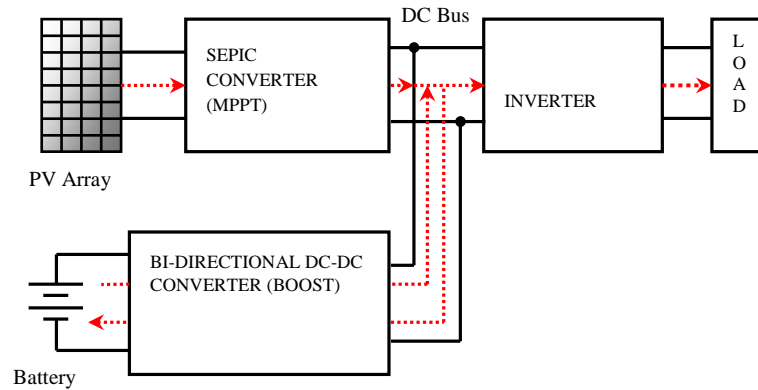 DC Bus
SEPIC
CONVERTER
(MPPT)
INVERTER
L
O
A
D
PV Array
BI-DIRECTIONAL DC-DC
CONVERTER (BOOST)
Battery